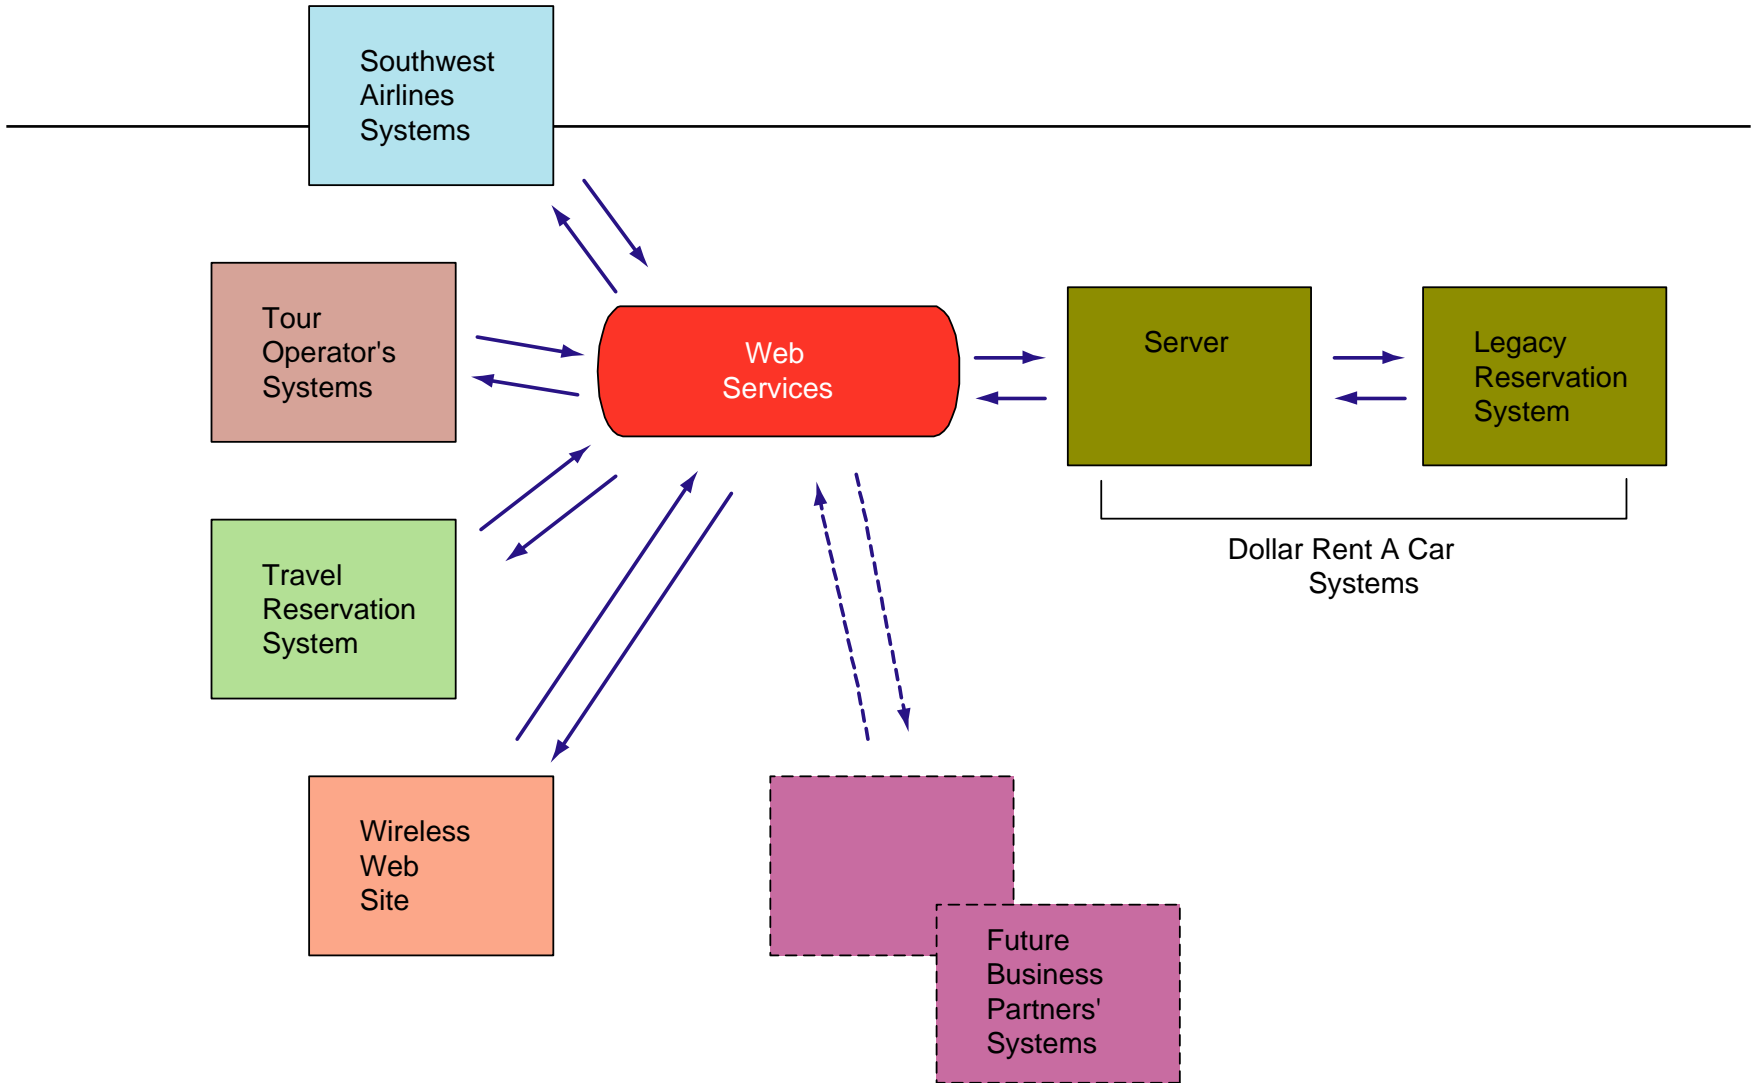 Southwest
Airlines
Systems
Tour
Operator's
Systems
Web
Services
Server
Legacy
Reservation
System
Dollar Rent A Car
Systems
Travel
Reservation
System
Wireless
Web
Site
Future
Business
Partners'
Systems